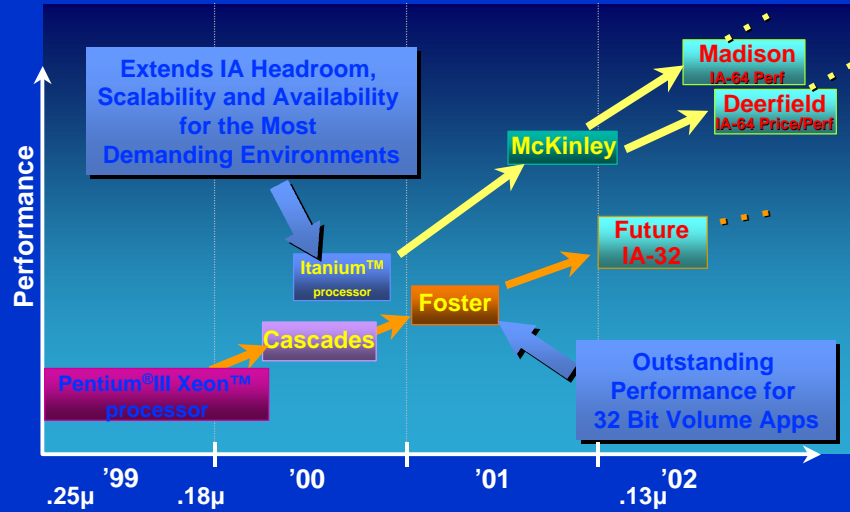 Madison
IA-64 Perf
Deerfield
IA-64 Price/Perf
Extends IA Headroom,
Scalability and Availability
for the Most
Demanding Environments
McKinley
Performance
Future
IA-32
Itanium™
processor
Foster
Cascades
Pentium®III Xeon™
processor
Outstanding
Performance for
32 Bit Volume Apps
’99
’00
’01
’02
.25µ
.18µ
.13µ